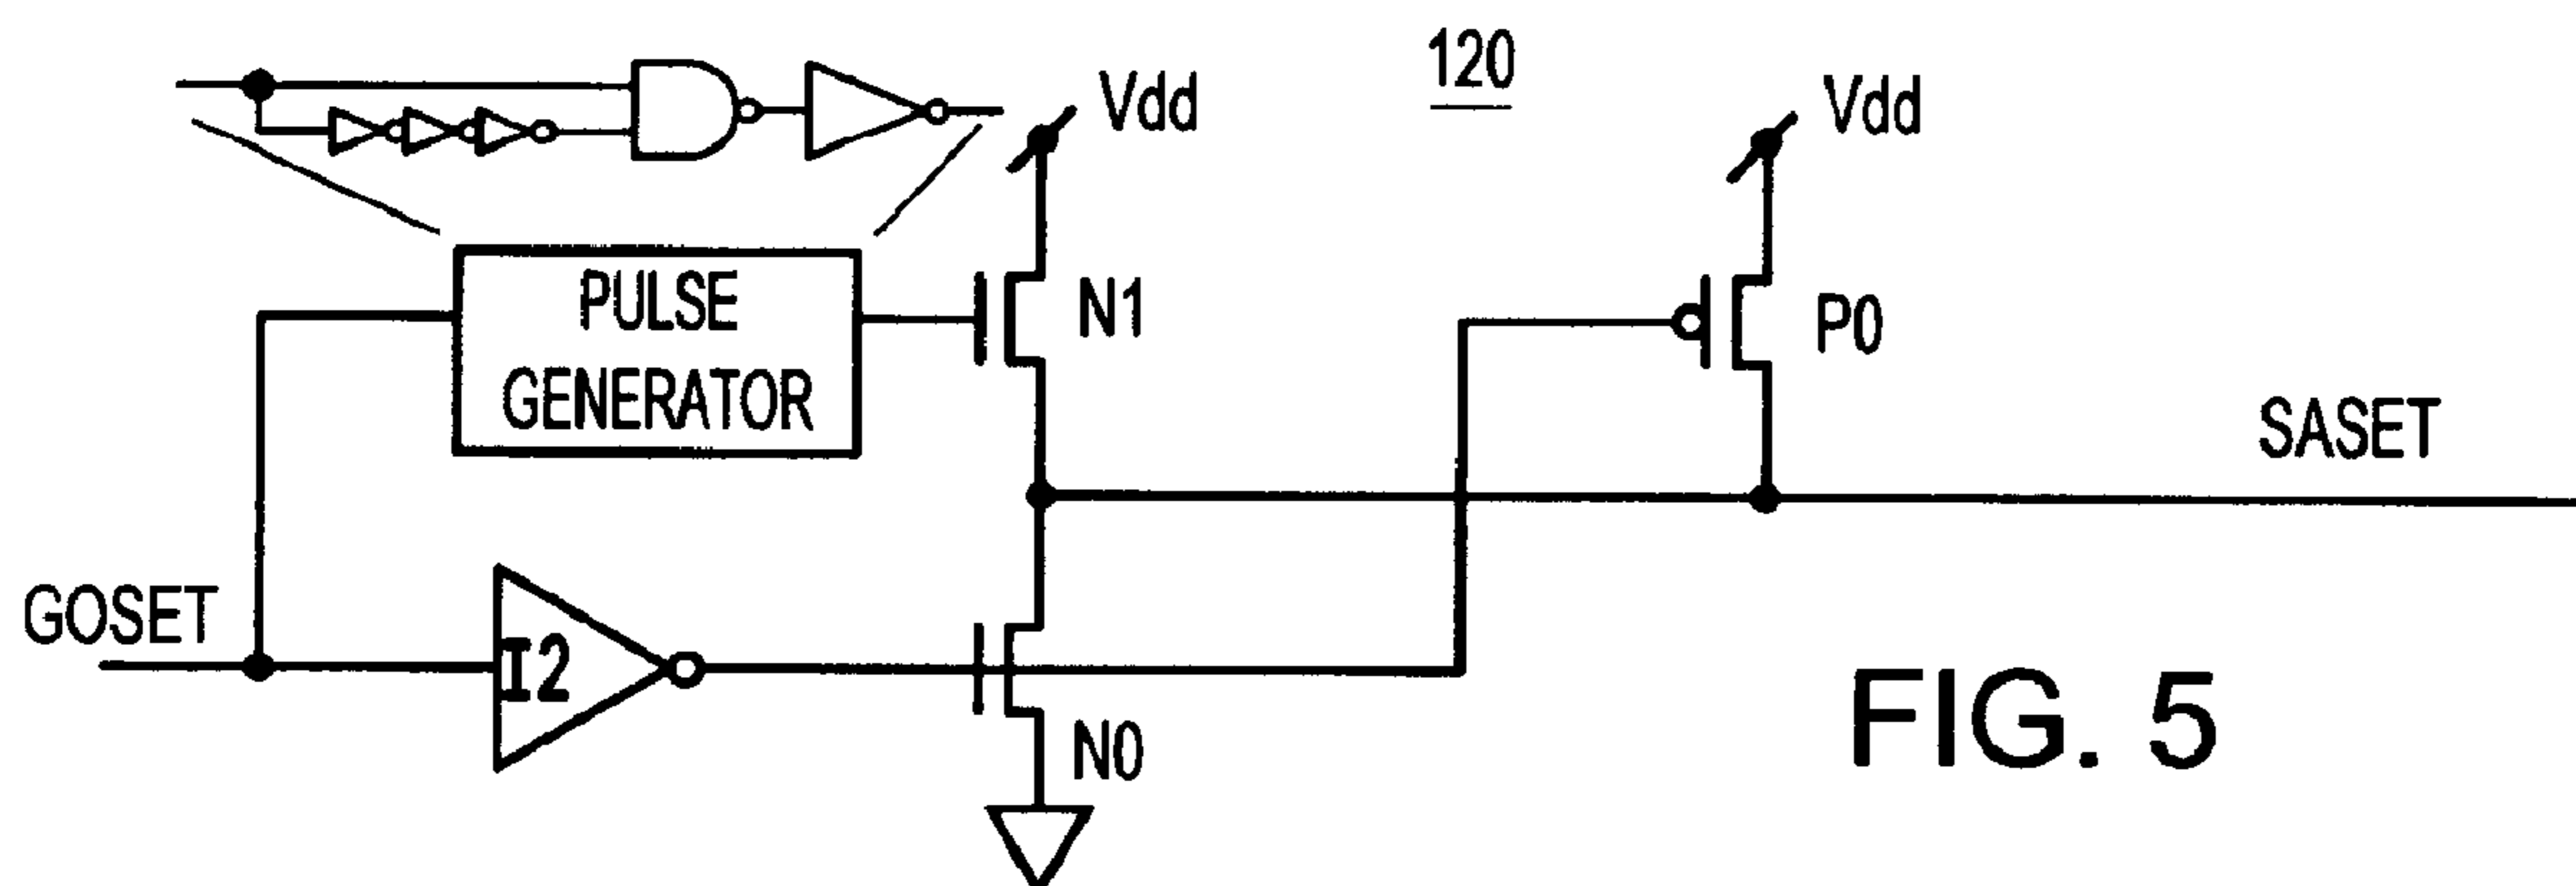 120
Vdd
Vdd
PULSE
GENERATOR
N1
P0
SASET
GOSET
I2
N0
FIG. 5